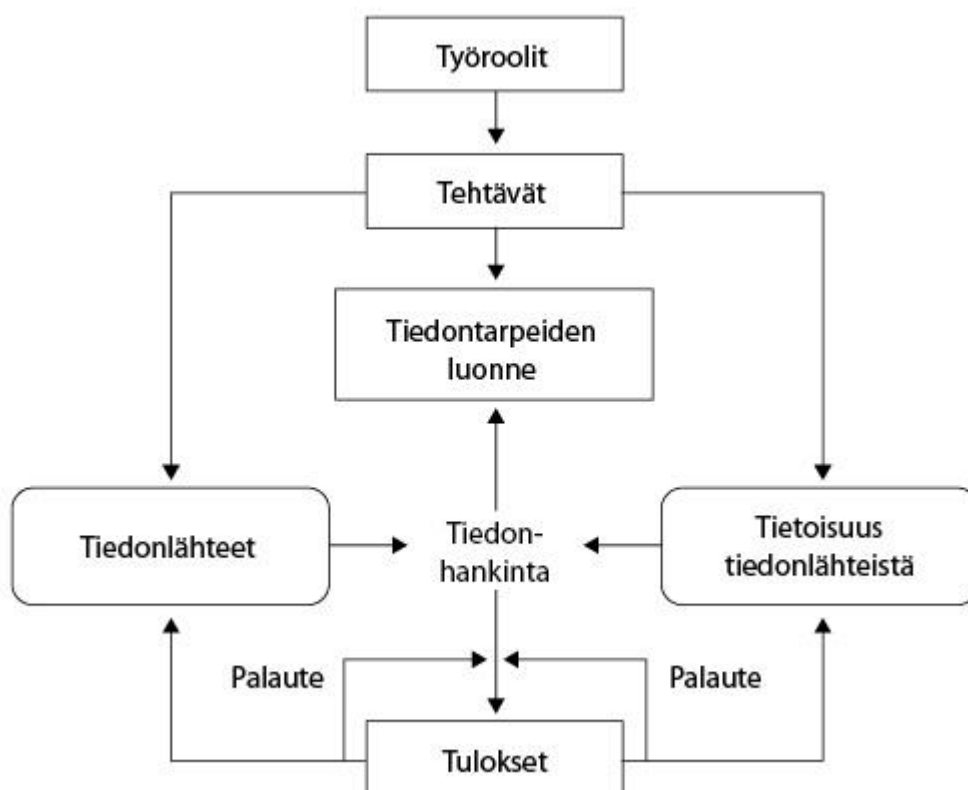 Työroolit
Tehtävät
Tiedontarpeiden
luonne
Tiedonlähteet
Tiedon-
hankinta
Tietoisuus
tiedonlähteistä
Palaute
Palaute
Tulokset